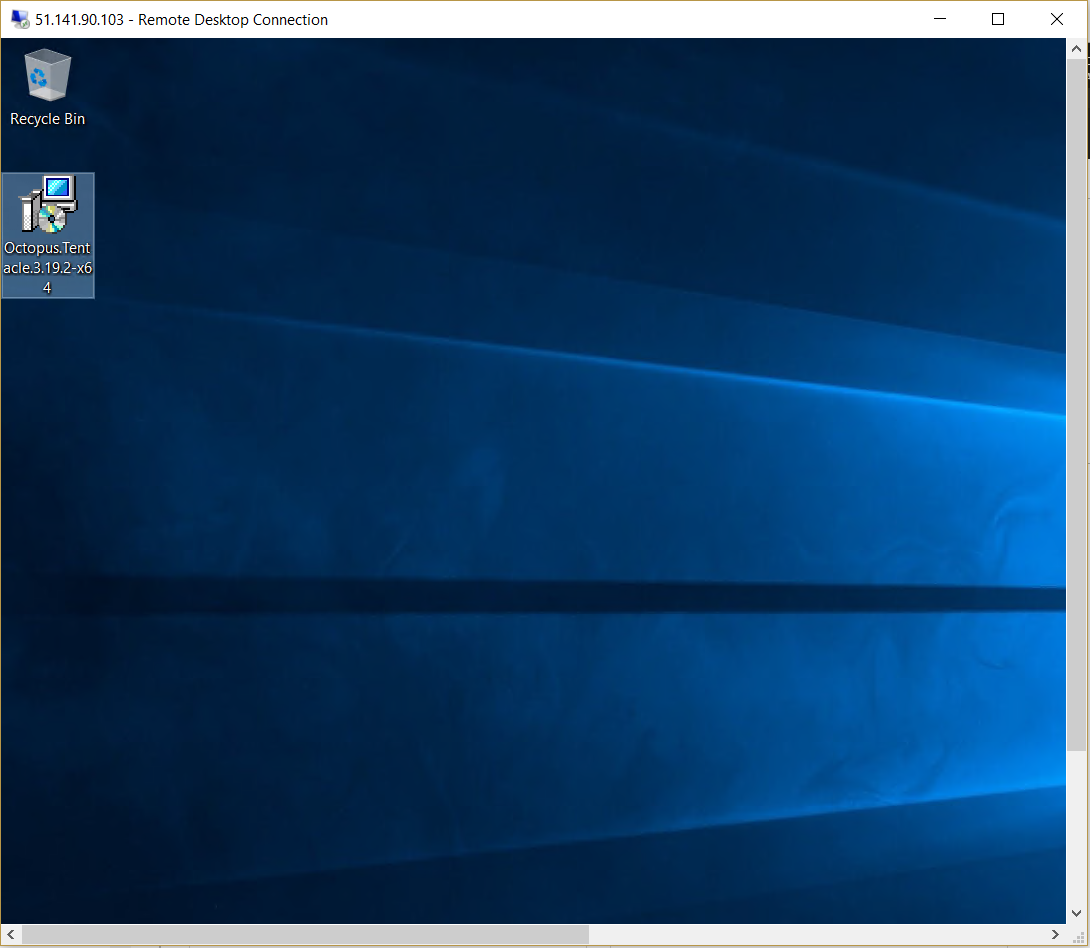 51.141.90.103 - Remote Desktop Connection
Recycle Bin
Octopus.Tent
acle.3.19.2-x6
4